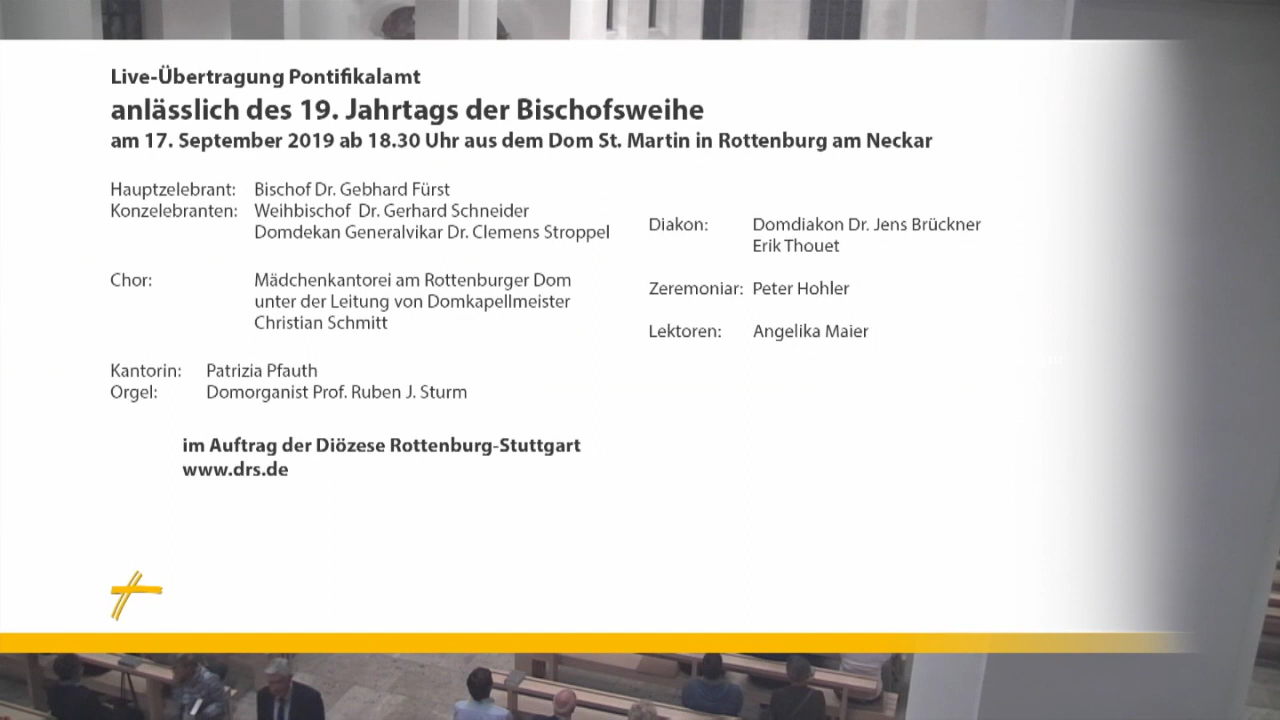 Live-Übertragung Pontifikalamt
anlässlich des 19. Jahrtags der Bischofsweihe
am 17. September 2019 ab 18.30 Uhr aus dem Dom St. Martin in Rottenburg am Neckar
Hauptzelebrant: Bischof Dr. Gebhard Fürst
Konzelebranten: Weihbischof Dr. Gerhard Schneider
Domdekan Generalvikar Dr. Clemens Stroppel
Chor: Mädchenkantorei am Rottenburger Dom
unter der Leitung von Domkapellmeister
Christian Schmitt
Kantorin: Patrizia Pfauth
Orgel: Domorganist Prof. Ruben J. Sturm
Diakon: Domdiakon Dr. Jens Brückner
Erik Thouet
Zeremoniar: Peter Hohler
Lektoren: Angelika Maier
im Auftrag der Diözese Rottenburg-Stuttgart
www.drs.de